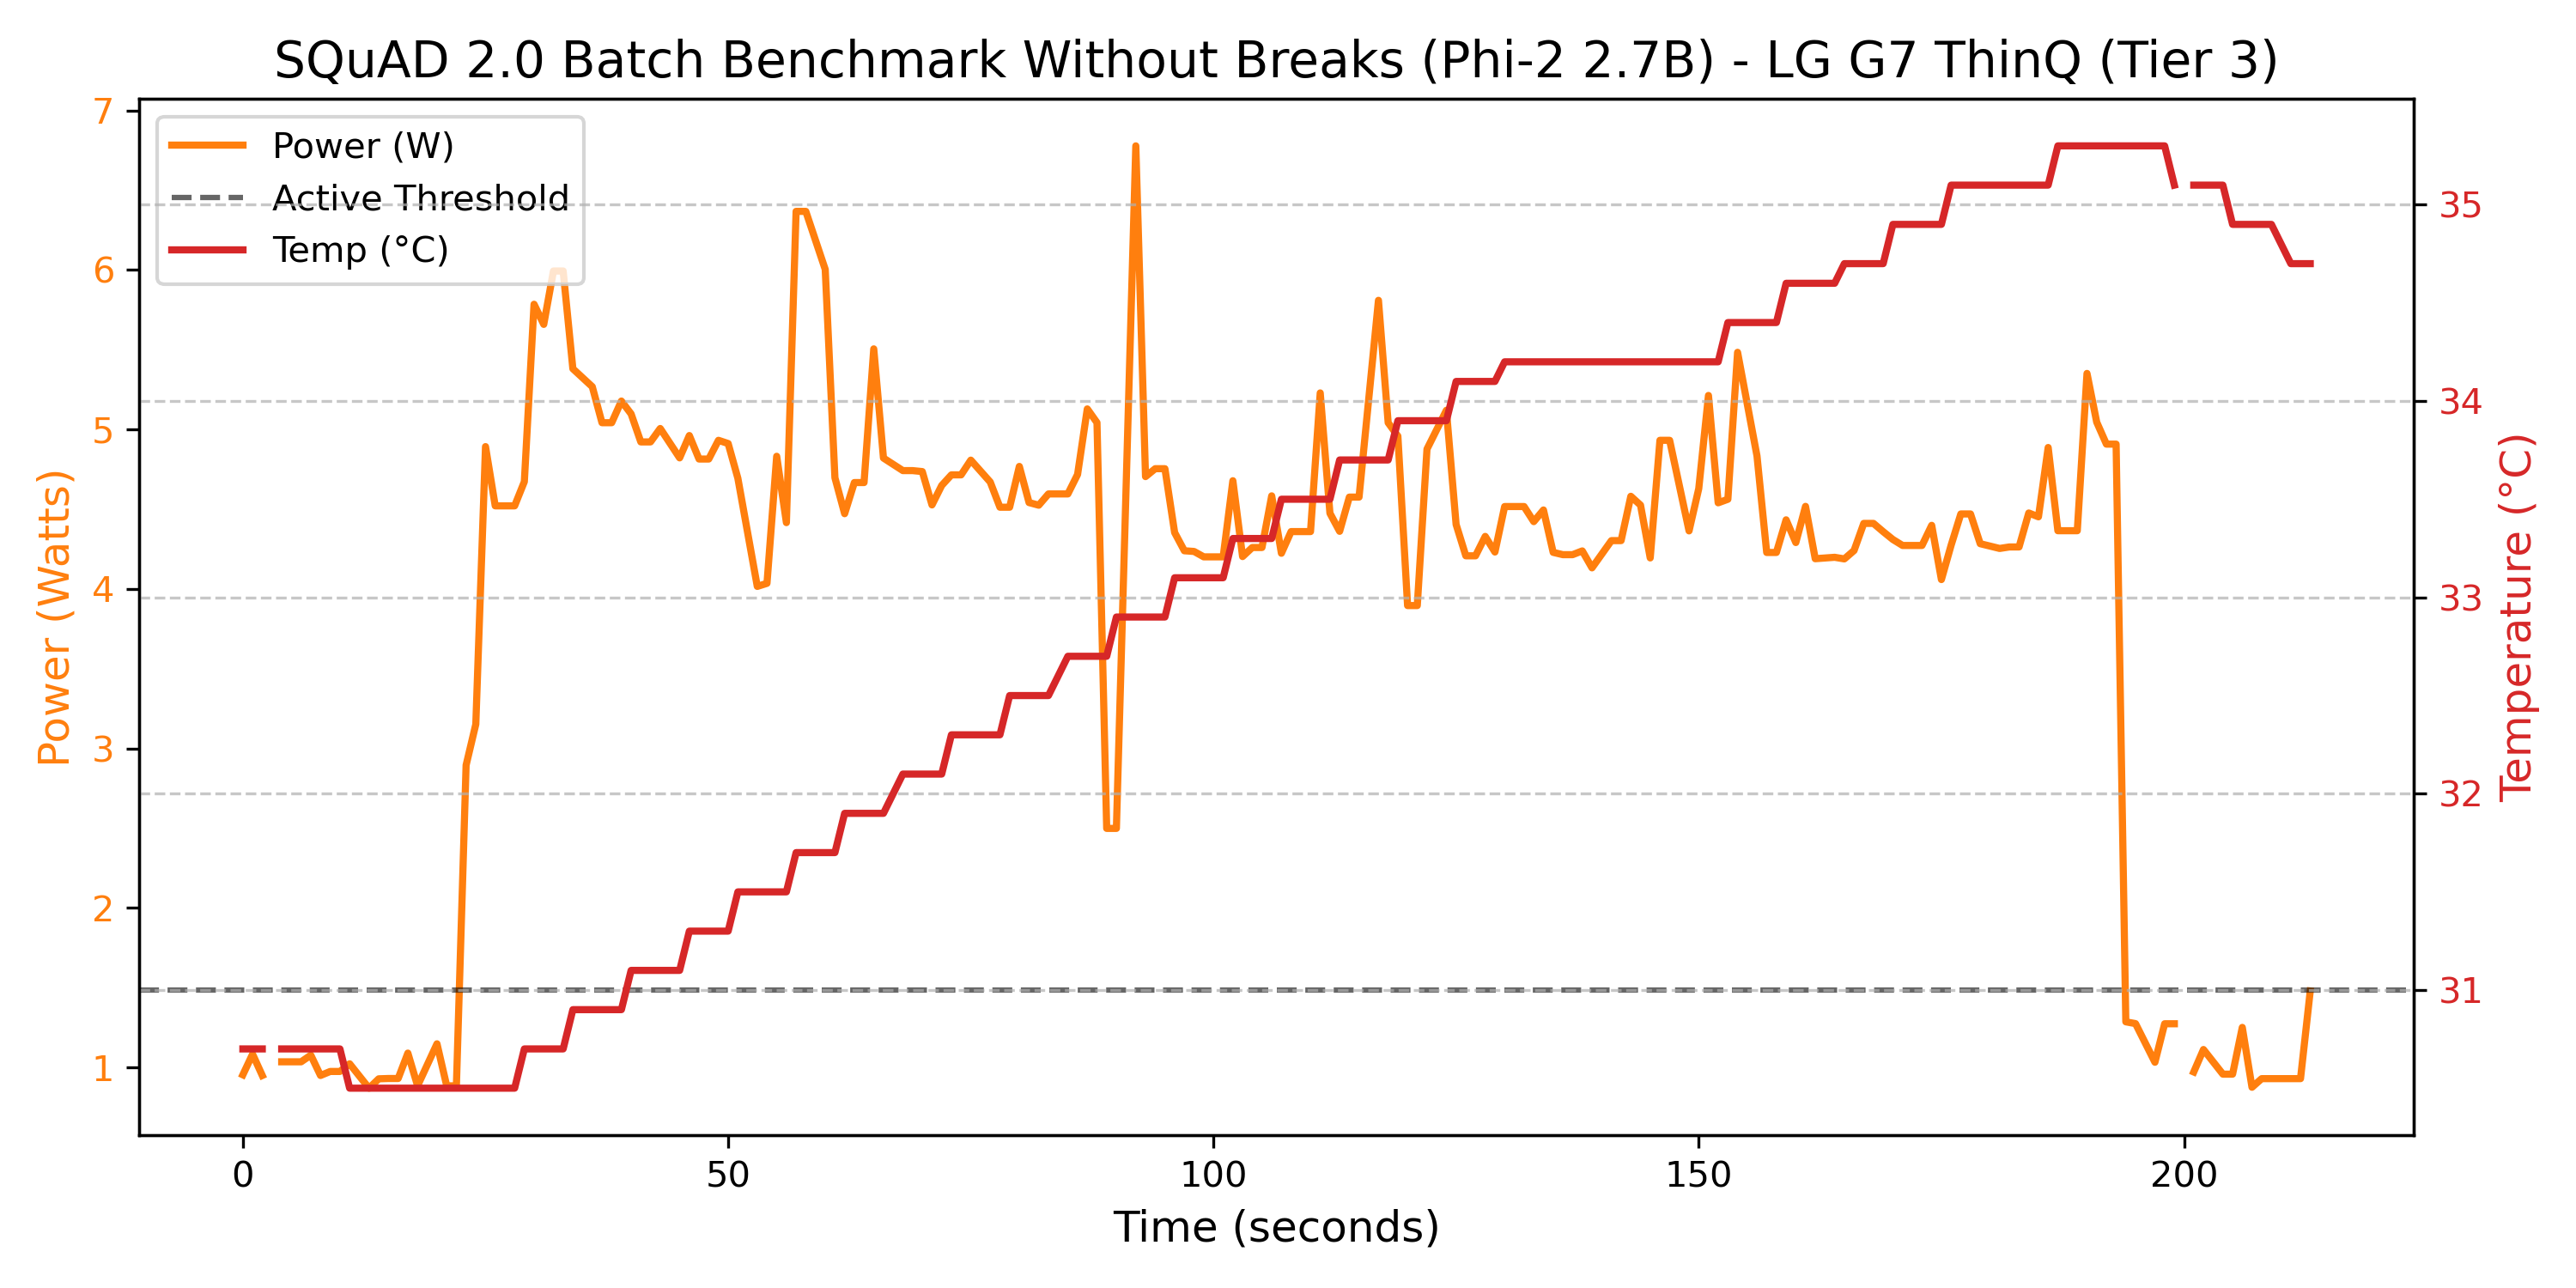 SQuAD 2.0 Batch Benchmark Without Breaks (Phi-2 2.7B) - LG G7 ThinQ (Tier 3)
Power (W)
Active Threshold
Temp (°C)
Power (Watts)
7
6
5
4
3
2
1
35
34
33
32
31
Temperature (°C)
0 50 100 150 200
Time (seconds)